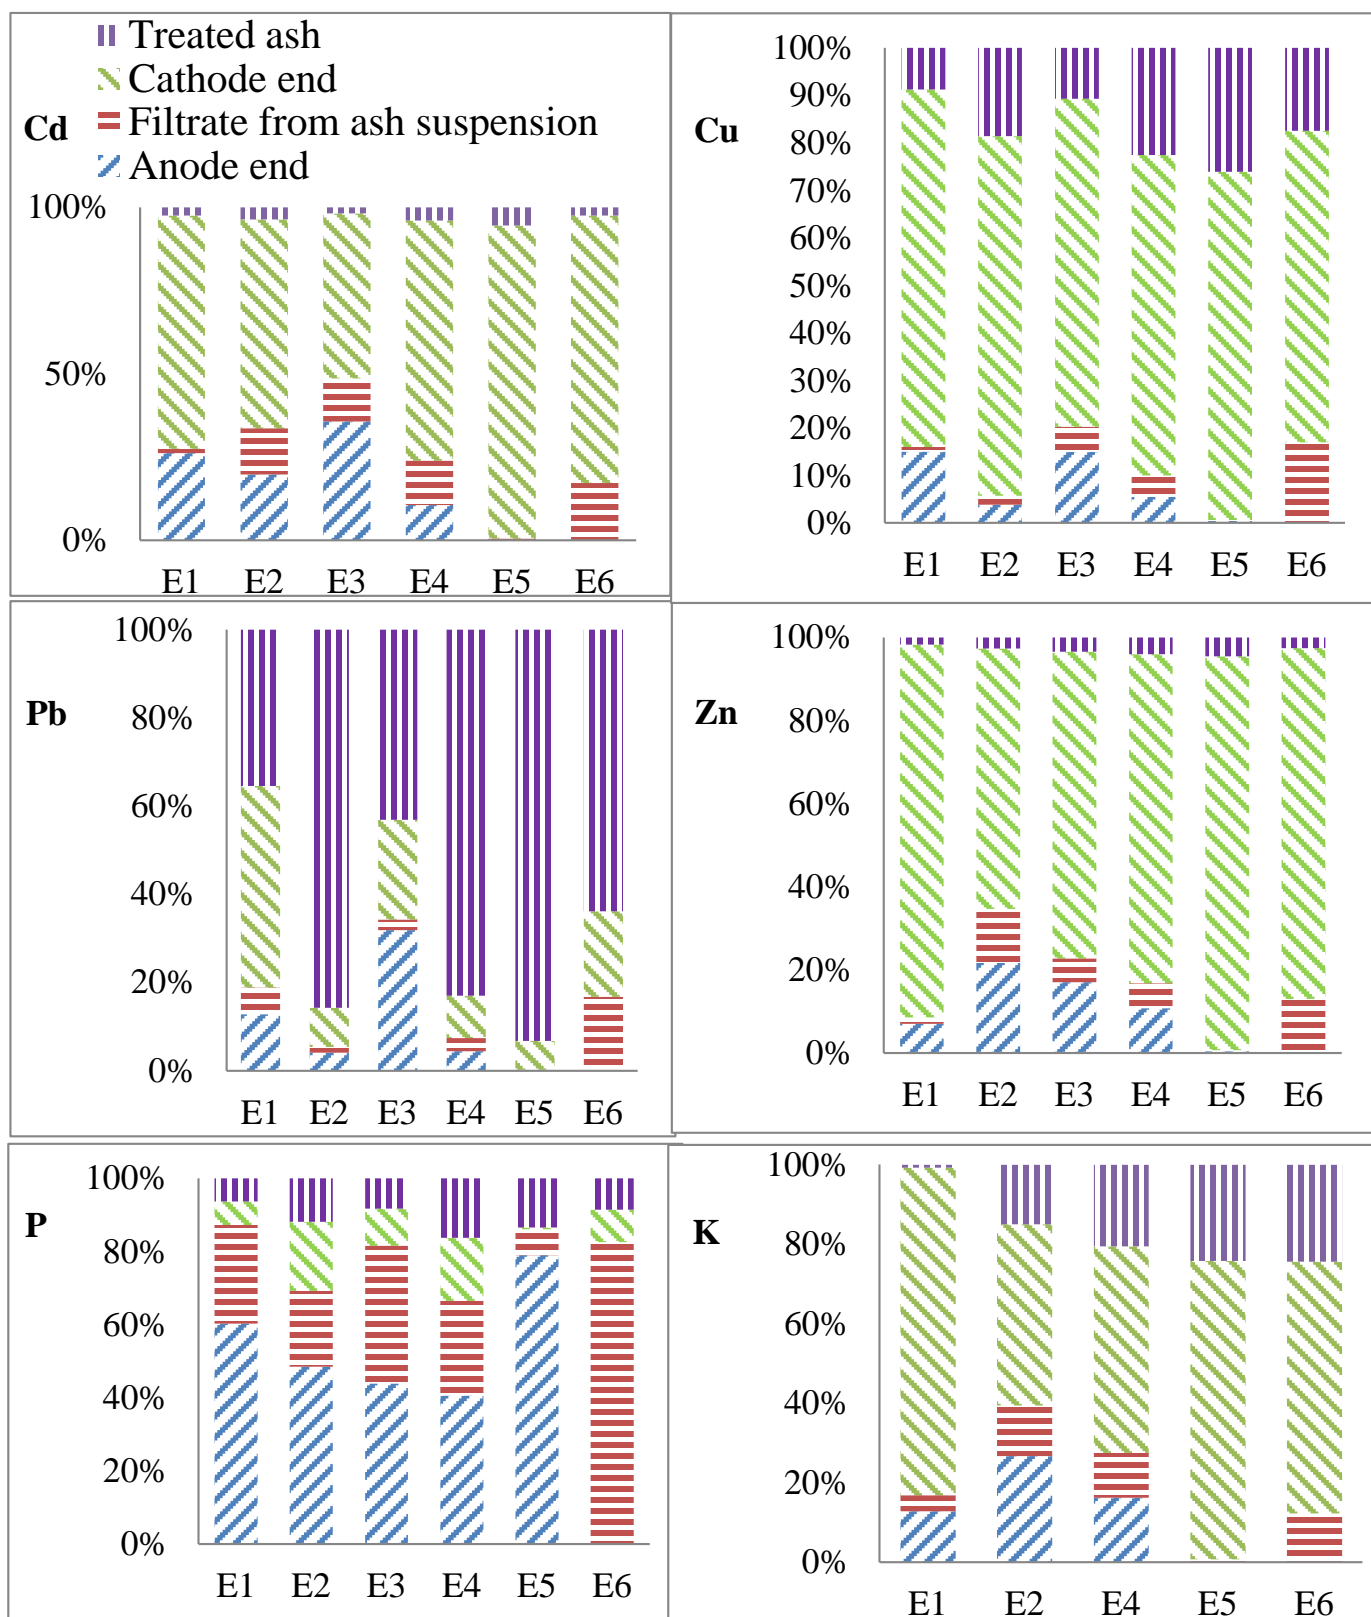 Treated ash
Cathode end
Filtrate from ash suspension
Anode end
Cd
100%
50%
0%
E1 E2 E3 E4 E5 E6
Cu
100%
90%
80%
70%
60%
50%
40%
30%
20%
10%
0%
E1 E2 E3 E4 E5 E6
Pb
100%
80%
60%
40%
20%
0%
E1 E2 E3 E4 E5 E6
Zn
100%
80%
60%
40%
20%
0%
E1 E2 E3 E4 E5 E6
P
100%
80%
60%
40%
20%
0%
E1 E2 E3 E4 E5 E6
K
100%
80%
60%
40%
20%
0%
E1 E2 E4 E5 E6